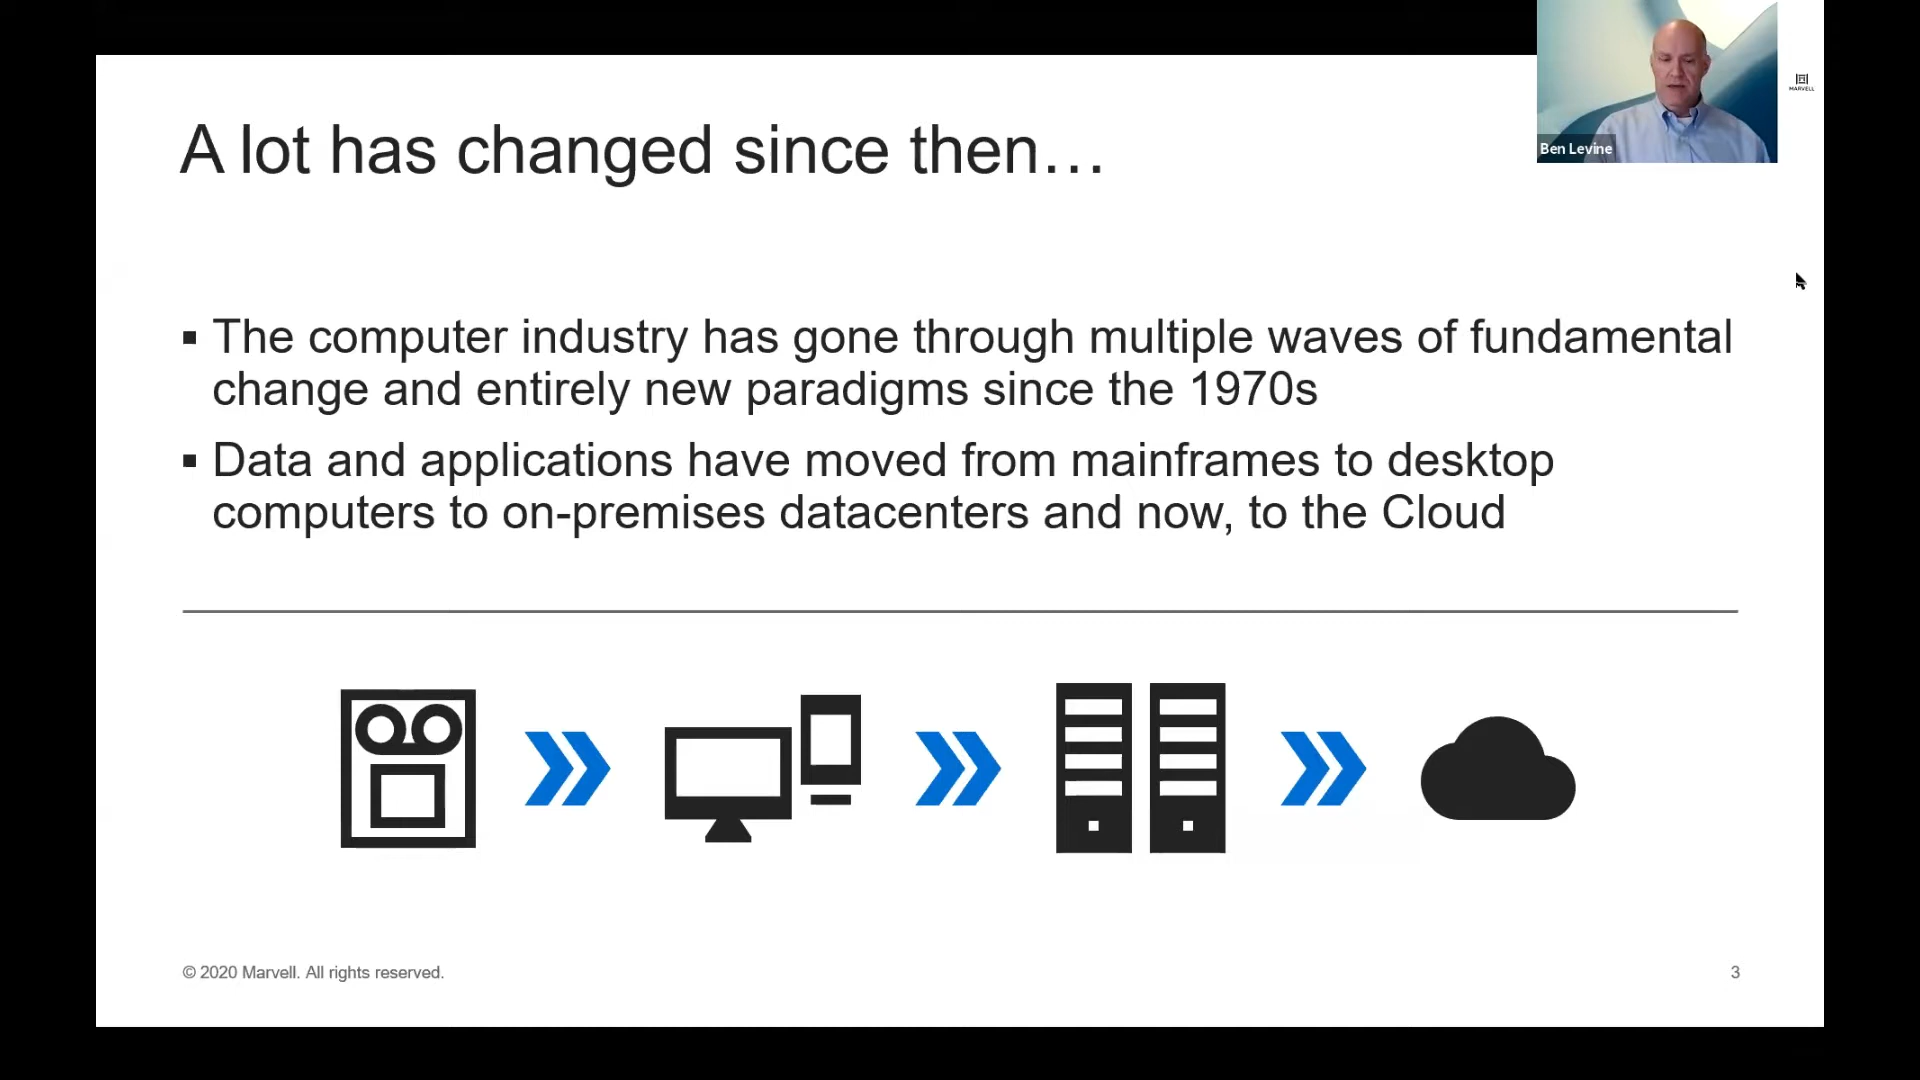 A lot has changed since then…
Ben Levine
MARVELL
▪ The computer industry has gone through multiple waves of fundamental
change and entirely new paradigms since the 1970s
▪ Data and applications have moved from mainframes to desktop
computers to on-premises datacenters and now, to the Cloud
© 2020 Marvell. All rights reserved.
3